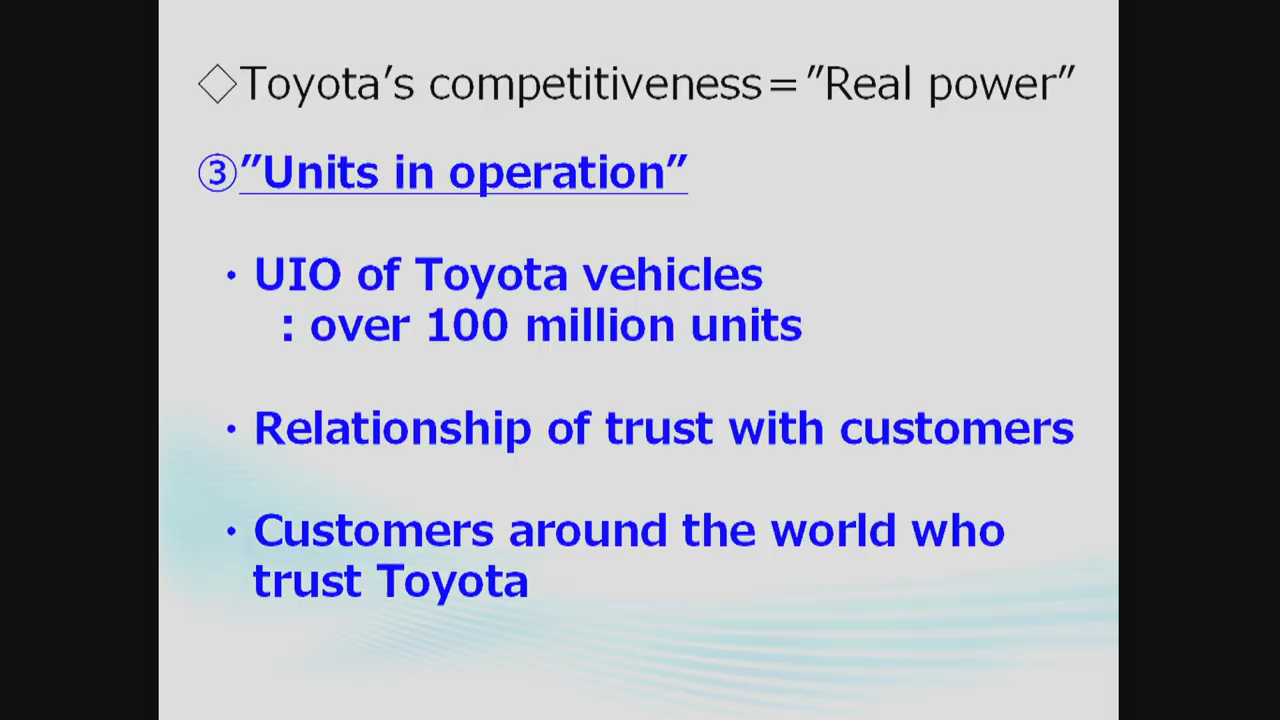 ◇Toyota’s competitiveness＝”Real power”
③”Units in operation”
・UIO of Toyota vehicles
: over 100 million units
・Relationship of trust with customers
・Customers around the world who
trust Toyota